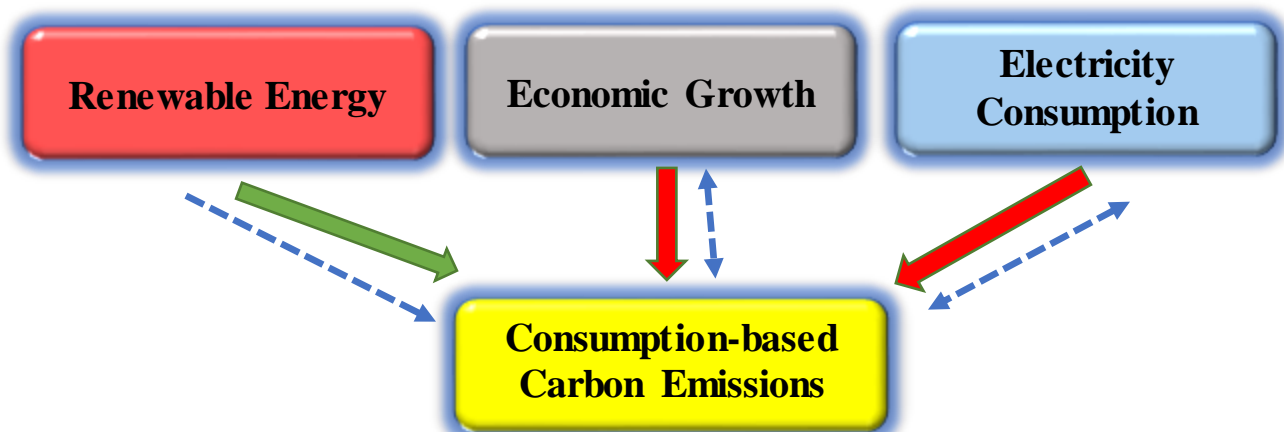 Renewable Energy
Economic Growth
Electricity
Consumption
Consumption-based
Carbon Emissions